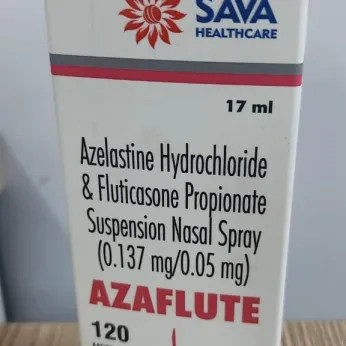 SAVA
HEALTHCARE
17 ml
Azelastine Hydrochloride
& Fluticasone Propionate
Suspension Nasal Spray
(0.137 mg/0.05 mg)
AZAFLUTE
120